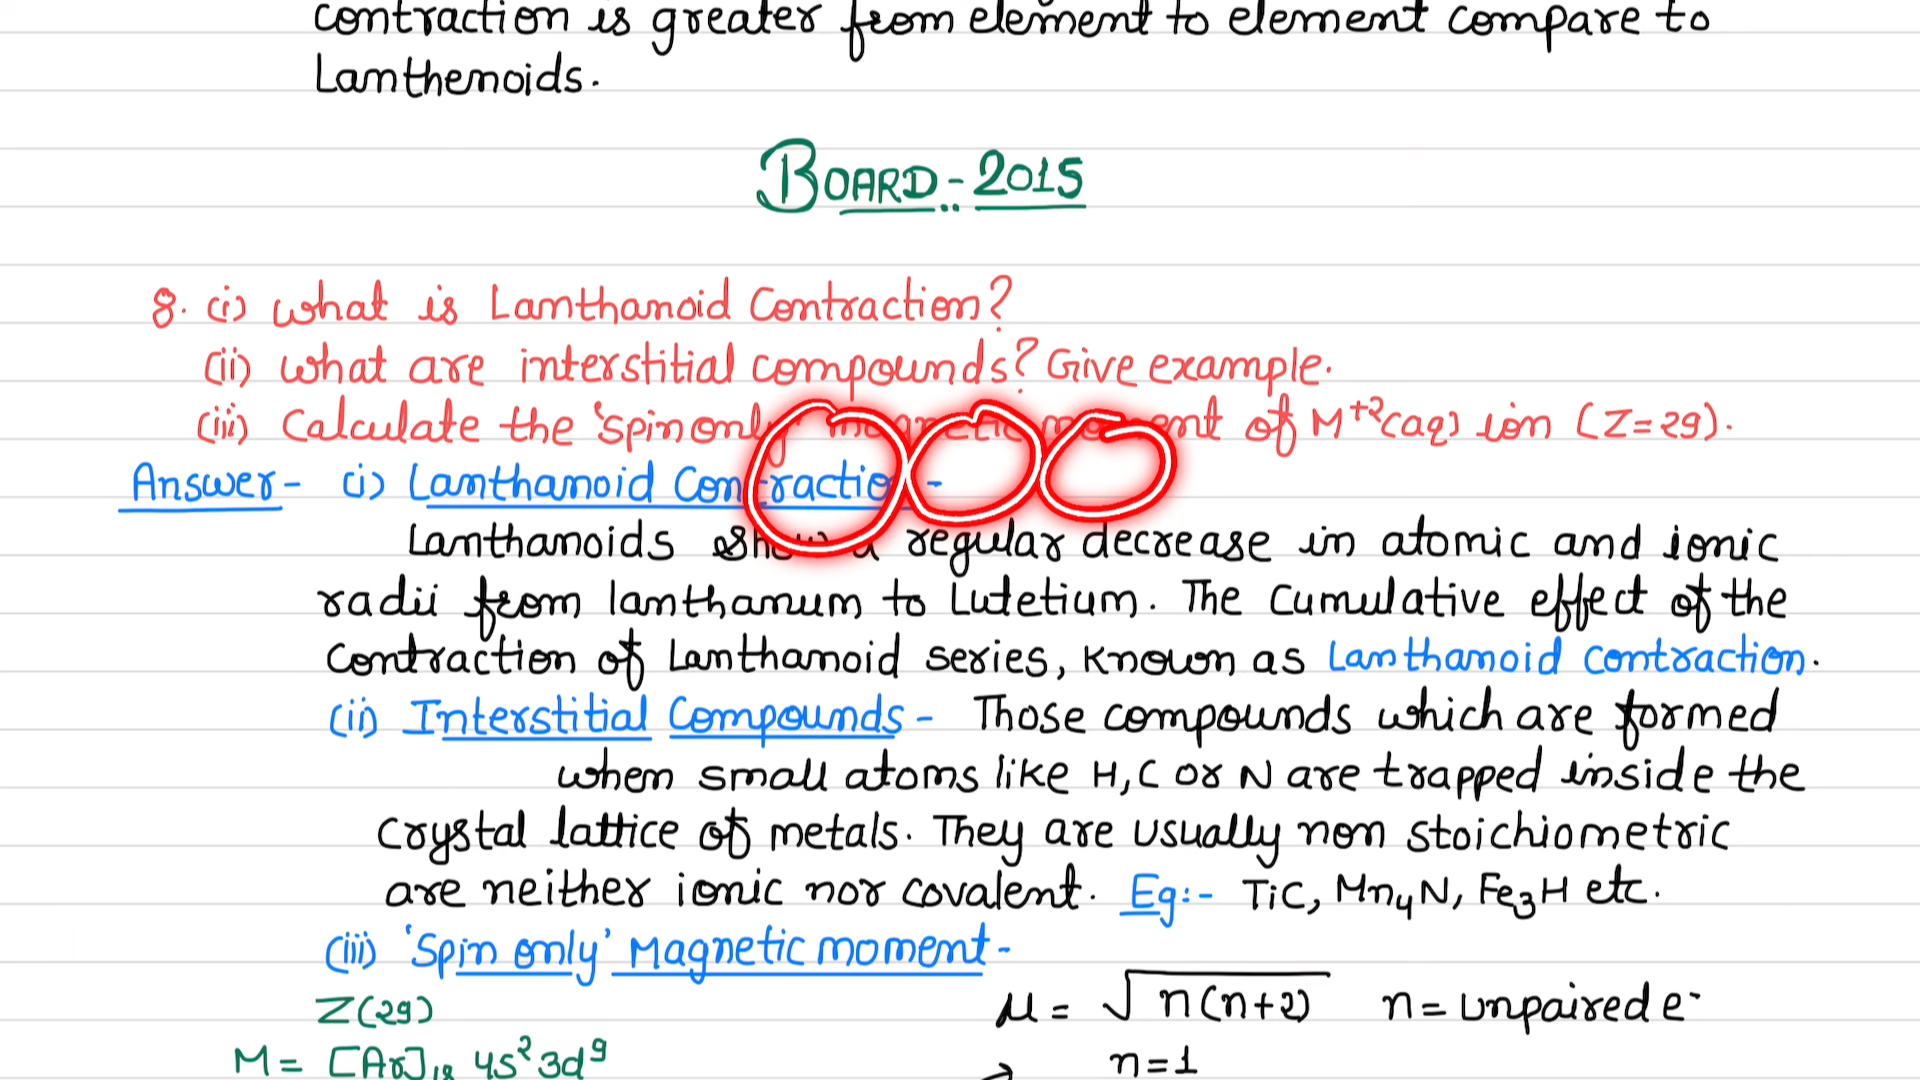 contraction is greater from element to element compare to
Lanthenoids.
BOARD:- 2015
8. (i) What is Lanthanoid Contraction?
(ii) What are interstitial compounds? Give example.
(iii) Calculate the 'spin only' magnetic moment of M+2(aq) ion (Z=29).
Answer- (i) Lanthanoid Contraction -
Lanthanoids show a regular decrease in atomic and ionic
radii from lanthanum to Lutetium. The cumulative effect of the
contraction of Lanthanoid series, known as Lanthanoid contraction.
(ii) Interstitial Compounds - Those compounds which are formed
when small atoms like H, C or N are trapped inside the
crystal lattice of metals. They are usually non stoichiometric
are neither ionic nor covalent. Eg:- TiC, Mn4N, Fe3H etc.
(iii) 'Spin only' Magnetic moment-
Z(29) μ = √n(n+2) n= unpaired e-
M= [Ar]18 4s2 3d9 n=1